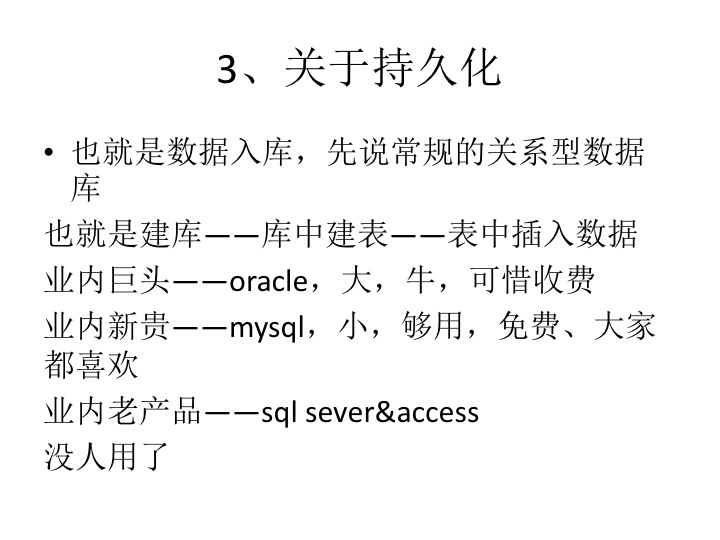 3、关于持久化
• 也就是数据入库，先说常规的关系型数据
库
也就是建库——库中建表——表中插入数据
业内巨头——oracle，大，牛，可惜收费
业内新贵——mysql，小，够用，免费、大家
都喜欢
业内老产品——sql sever&access
没人用了